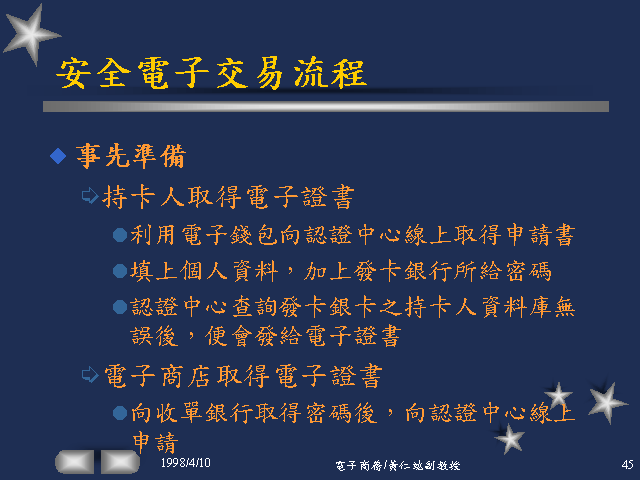 安全電子交易流程
事先準備
持卡人取得電子證書
利用電子錢包向認證中心線上取得申請書
填上個人資料，加上發卡銀行所給密碼
認證中心查詢發卡銀卡之持卡人資料庫無
誤後，便會發給電子證書
電子商店取得電子證書
向收單銀行取得密碼後，向認證中心線上
申請
1998/4/10
電子商務/黃仁竑副教授
45